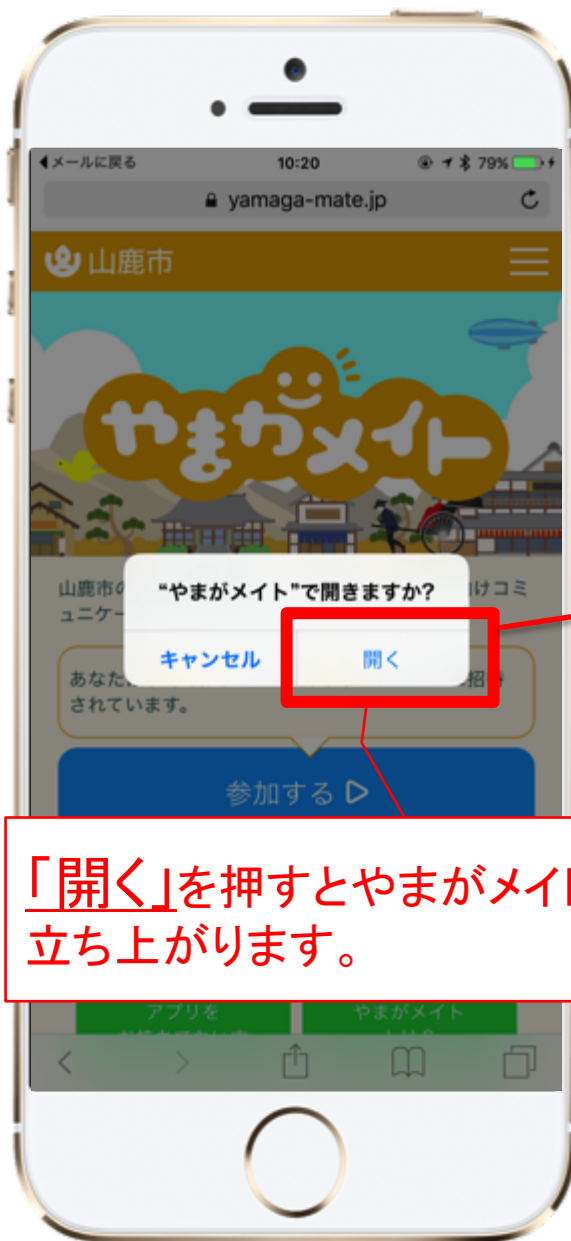 メールに戻る 10:20 79%
yamaga-mate.jp
山鹿市
やまがメイト
山鹿市の けコミ
ュニケー
“やまがメイト”で開きますか?
キャンセル 開く
あなた 招
されています。
参加する
「開く」を押すとやまがメイト
立ち上がります。
アプリを
やまがメイト